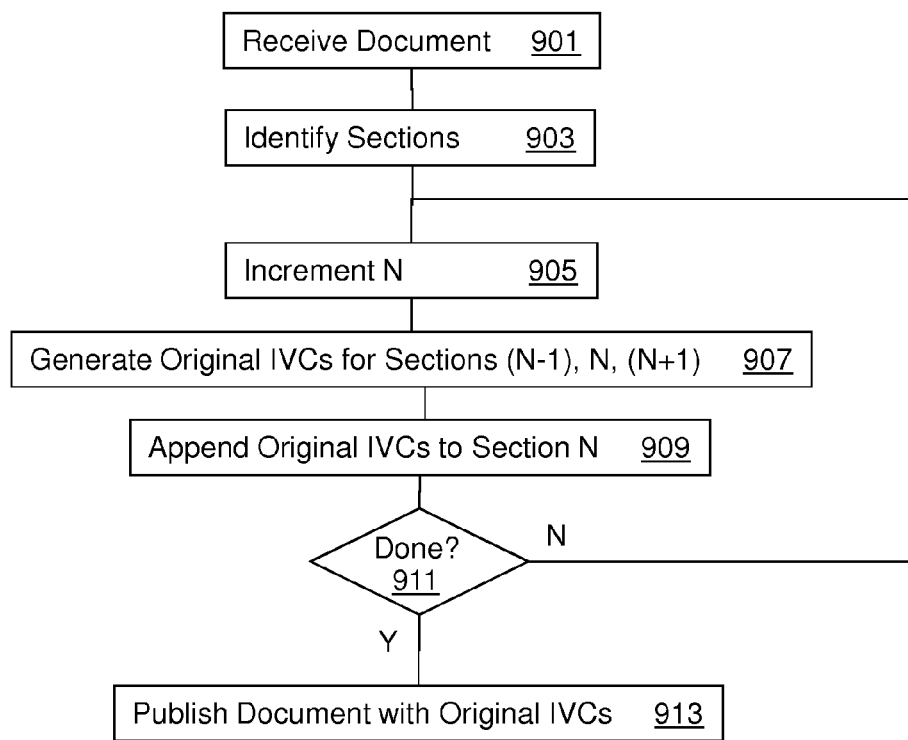 Receive Document 901
Identify Sections 903
Increment N 905
Generate Original IVCs for Sections (N-1), N, (N+1) 907
Append Original IVCs to Section N 909
Done?
N
911
Y
Publish Document with Original IVCs 913